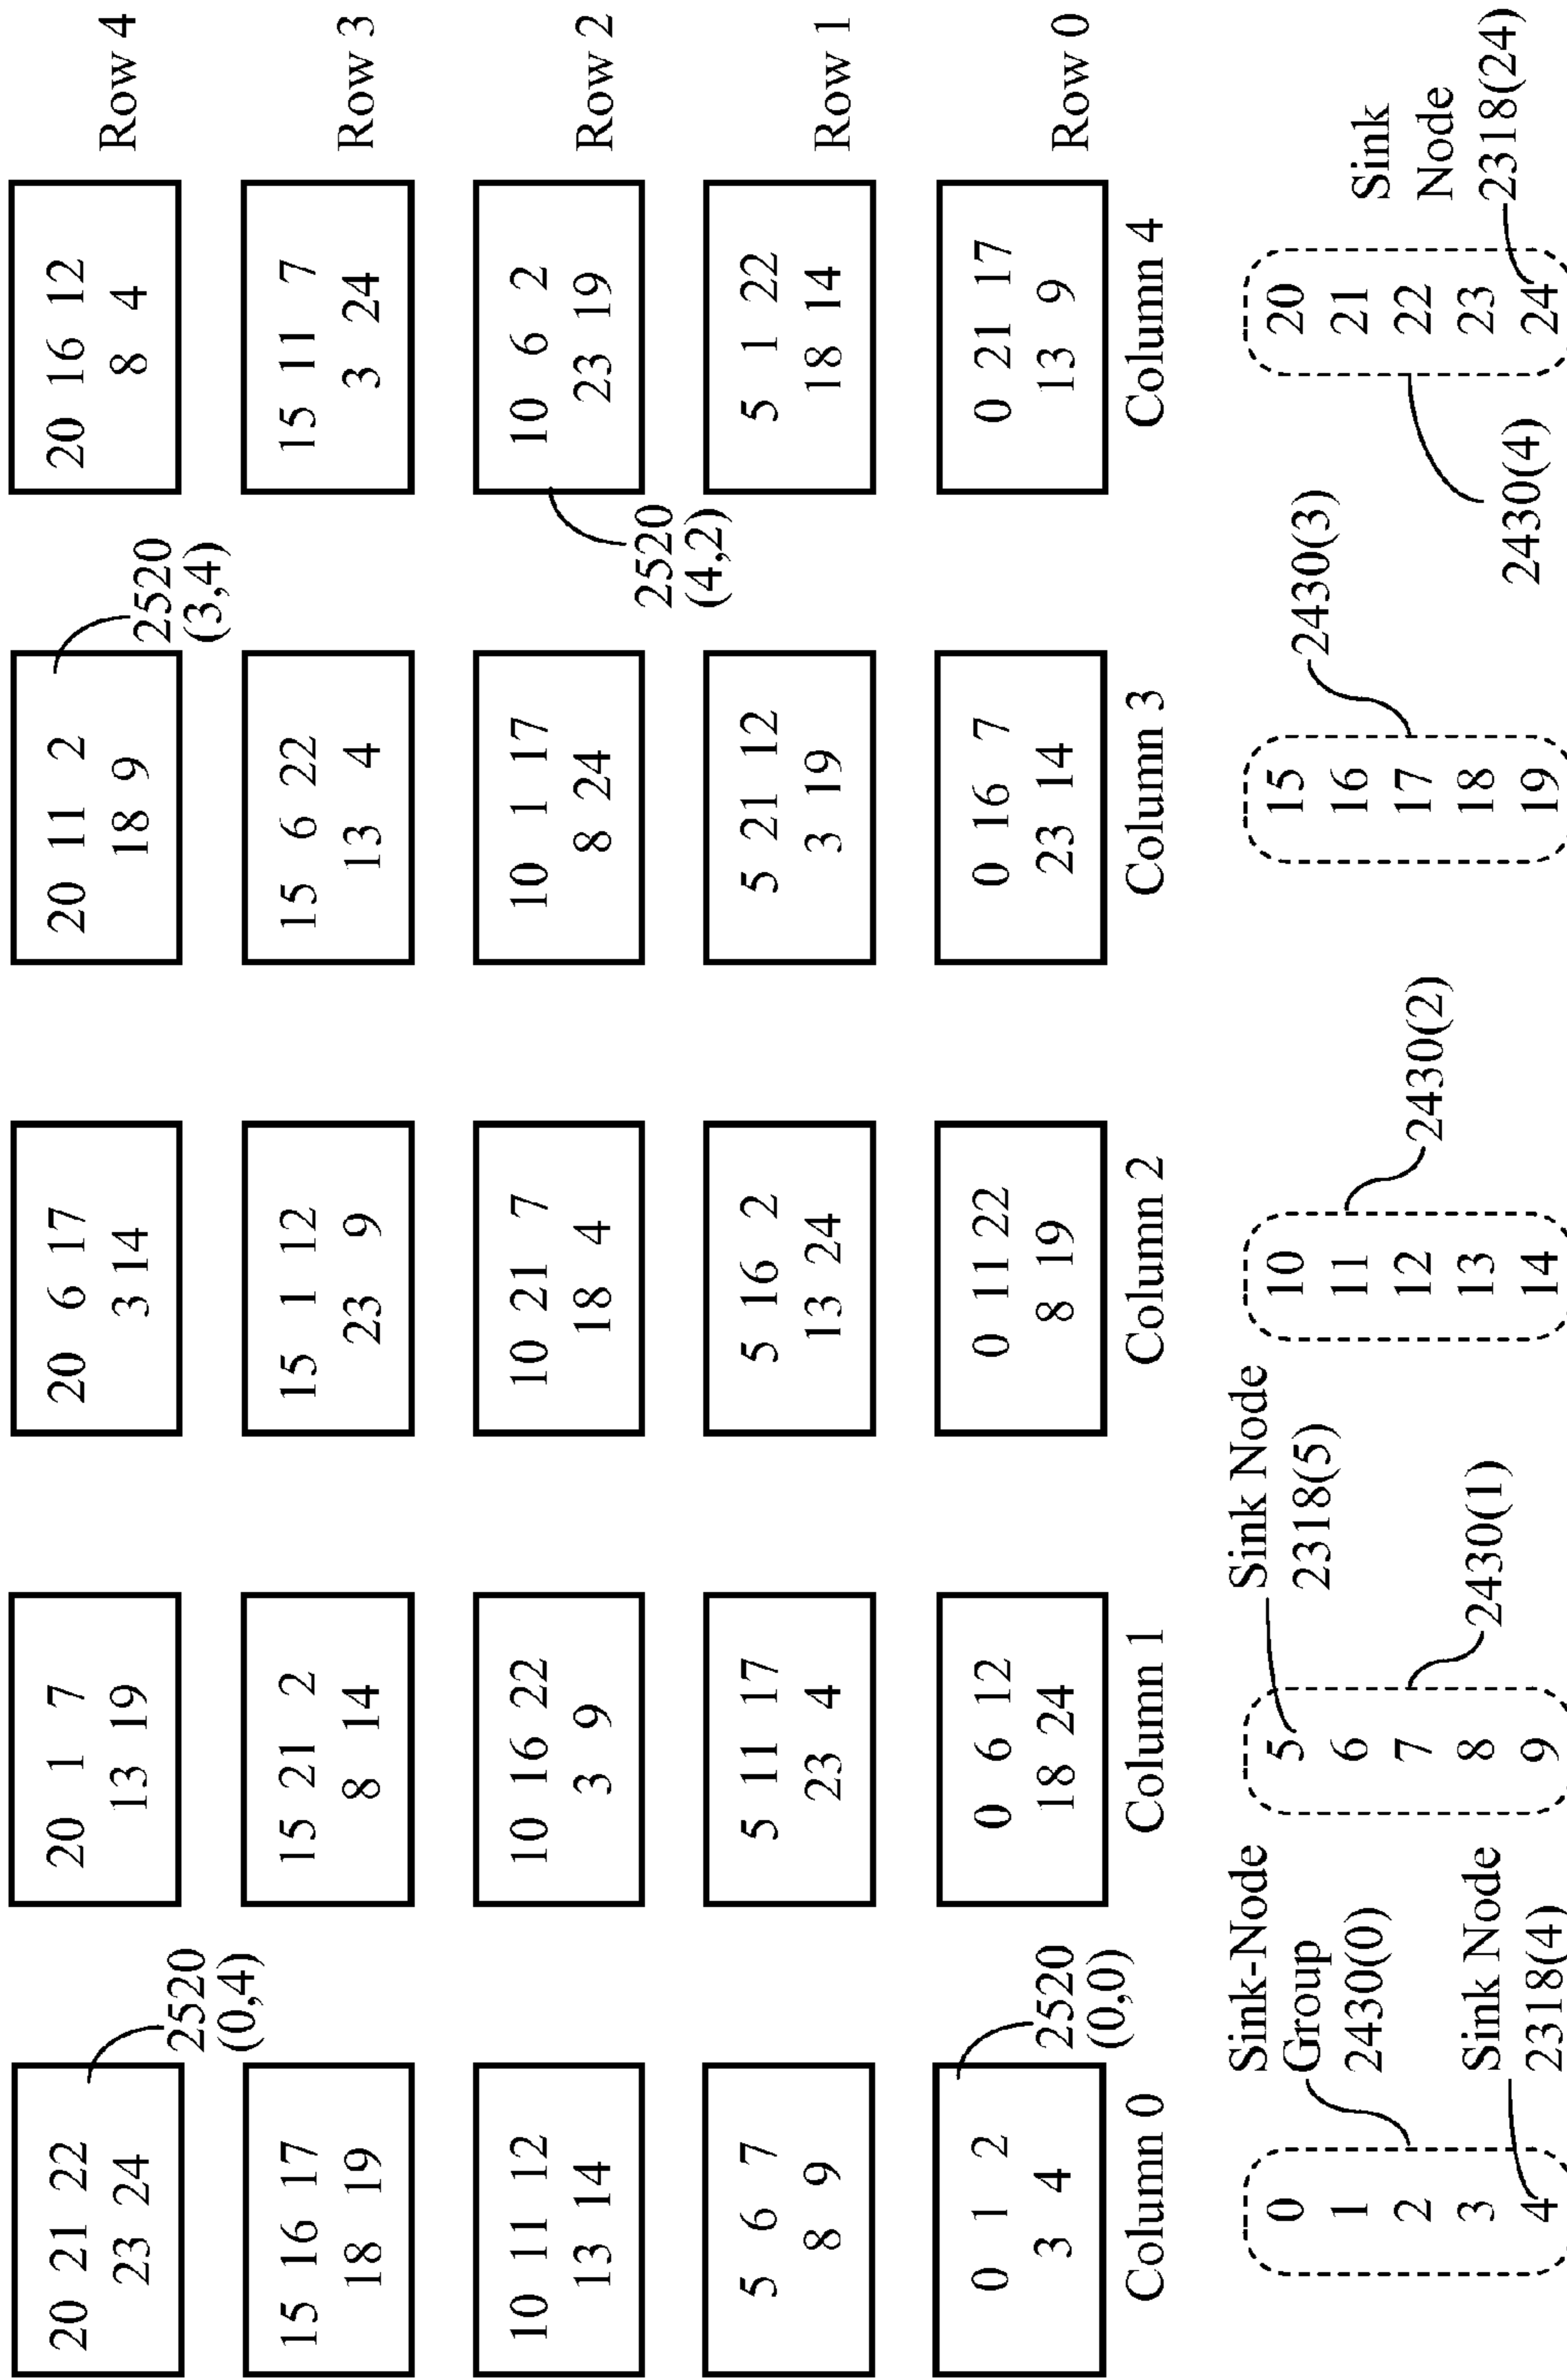 20 21 22
23 24
2520
(0,4)
20 1 7
13 19
20 6 17
3 14
20 11 2
18 9
2520
(3,4)
20 16 12
8 4
Row 4
15 16 17
18 19
15 21 2
8 14
15 1 12
23 9
15 6 22
13 4
15 11 7
3 24
Row 3
10 11 12
13 14
10 16 22
3 9
10 21 7
18 4
10 1 17
8 24
2520
(4,2)
10 6 2
23 19
Row 2
5 6 7
8 9
5 11 17
23 4
5 16 2
13 24
5 21 12
3 19
5 1 22
18 14
Row 1
0 1 2
3 4
2520
(0,0)
0 6 12
18 24
0 11 22
8 19
0 16 7
23 14
0 21 17
13 9
Row 0
Column 0
Column 1
Column 2
Column 3
Column 4
0
1
2
3
4
Sink-Node
Group
2430(0)
Sink Node
2318(4)
5
6
7
8
9
Sink Node
2318(5)
2430(1)
10
11
12
13
14
2430(2)
15
16
17
18
19
2430(3)
2430(4)
20
21
22
23
24
Sink
Node
2318(24)